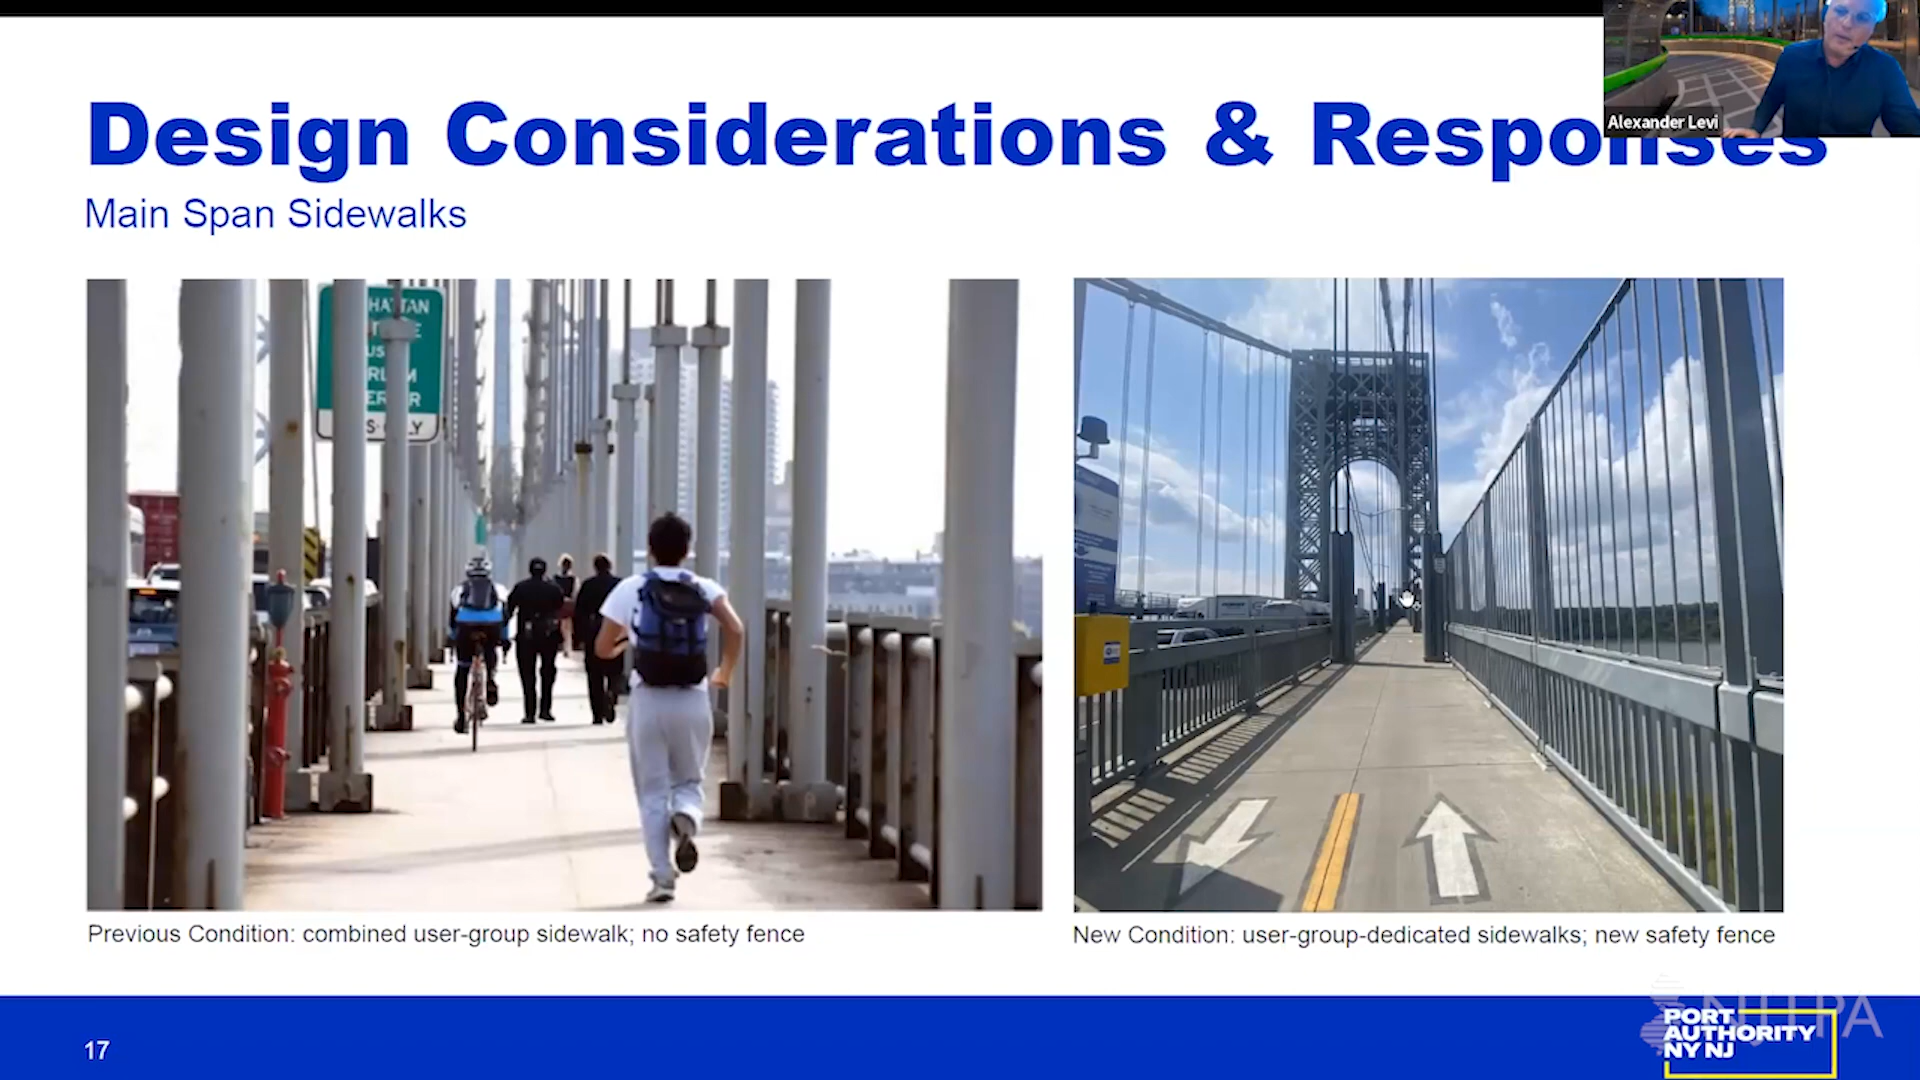 Alexander Levi
Design Considerations & Responses
Main Span Sidewalks
Previous Condition: combined user-group sidewalk; no safety fence
New Condition: user-group-dedicated sidewalks; new safety fence
17
PORT
AUTHORITY
NY NJ